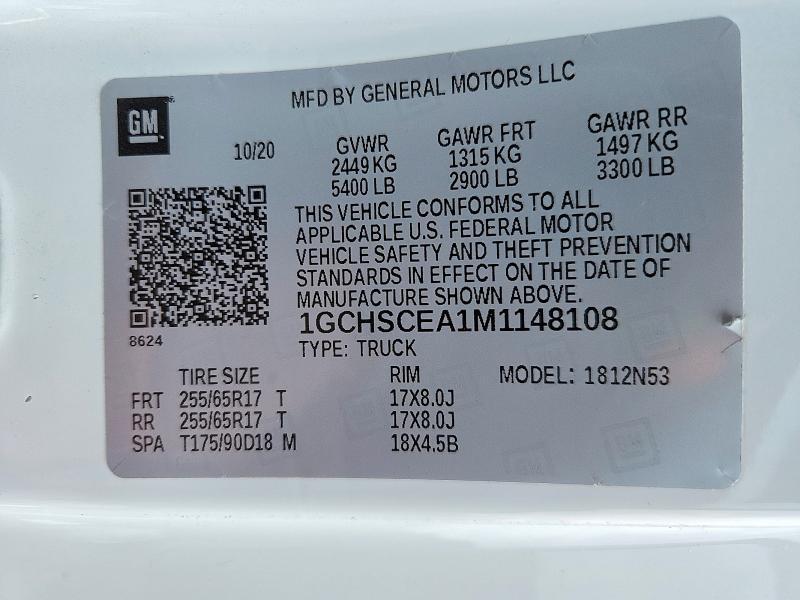 MFD BY GENERAL MOTORS LLC
GM
10/20
GVWR
2449 KG
5400 LB
GAWR FRT
1315 KG
2900 LB
GAWR RR
1497 KG
3300 LB
THIS VEHICLE CONFORMS TO ALL
APPLICABLE U.S. FEDERAL MOTOR
VEHICLE SAFETY AND THEFT PREVENTION
STANDARDS IN EFFECT ON THE DATE OF
MANUFACTURE SHOWN ABOVE.
8624
1GCHSCEA1M1148108
TYPE: TRUCK
TIRE SIZE RIM MODEL: 1812N53
FRT 255/65R17 T 17X8.0J
RR 255/65R17 T 17X8.0J
SPA T175/90D18 M 18X4.5B